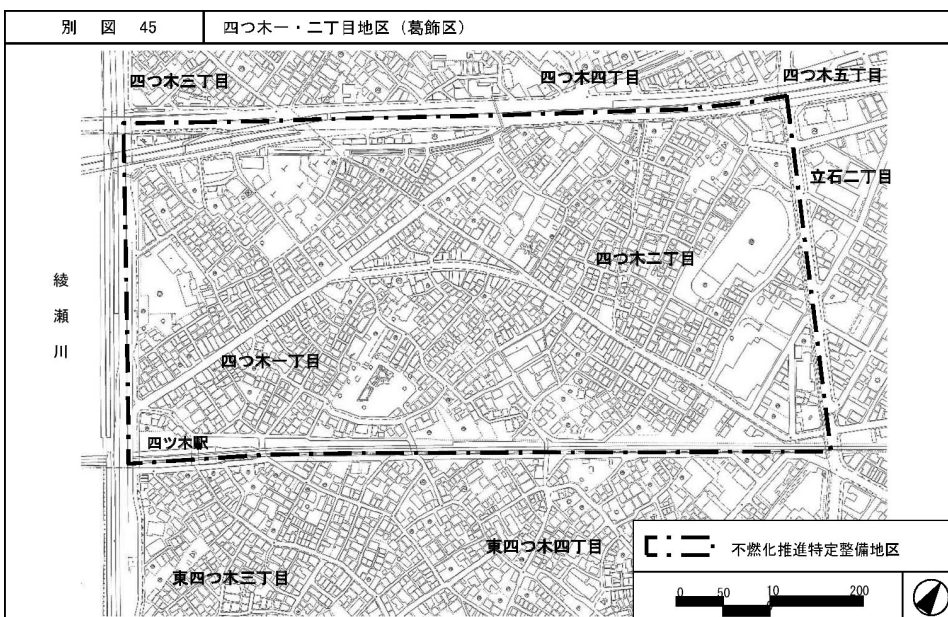 別 図 45
四つ木一・二丁目地区（葛飾区）
四つ木三丁目
四つ木四丁目
四つ木五丁目
立石二丁目
四つ木二丁目
綾瀬川
四つ木一丁目
四ツ木駅
東四つ木四丁目
東四つ木三丁目
不燃化推進特定整備地区
0 50 10 200